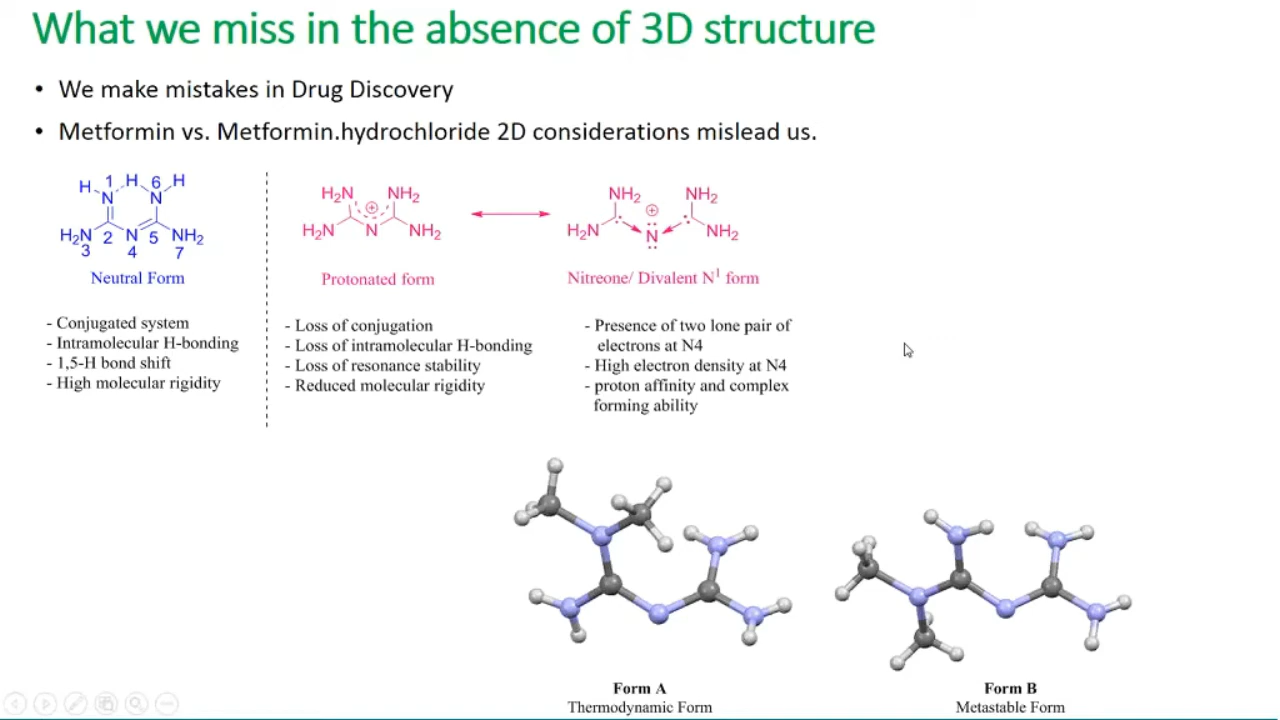 What we miss in the absence of 3D structure
• We make mistakes in Drug Discovery
• Metformin vs. Metformin.hydrochloride 2D considerations mislead us.
H 1 H 6 H
N N
H2N 2 N 5 NH2
3 4 7
Neutral Form
- Conjugated system
- Intramolecular H-bonding
- 1,5-H bond shift
- High molecular rigidity
H2N NH2
⊕
H2N N NH2
Protonated form
- Loss of conjugation
- Loss of intramolecular H-bonding
- Loss of resonance stability
- Reduced molecular rigidity
NH2 NH2
⊕
H2N N NH2
Nitreone/ Divalent N^I form
- Presence of two lone pair of
electrons at N4
- High electron density at N4
- proton affinity and complex
forming ability
Form A
Thermodynamic Form
Form B
Metastable Form